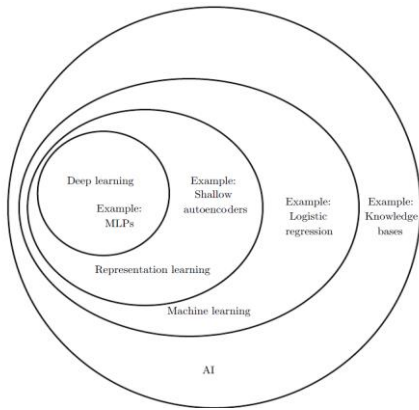 Deep learning
Example:
MLPs
Example:
Shallow
autoencoders
Example:
Logistic
regression
Example:
Knowledge
bases
Representation learning
Machine learning
AI